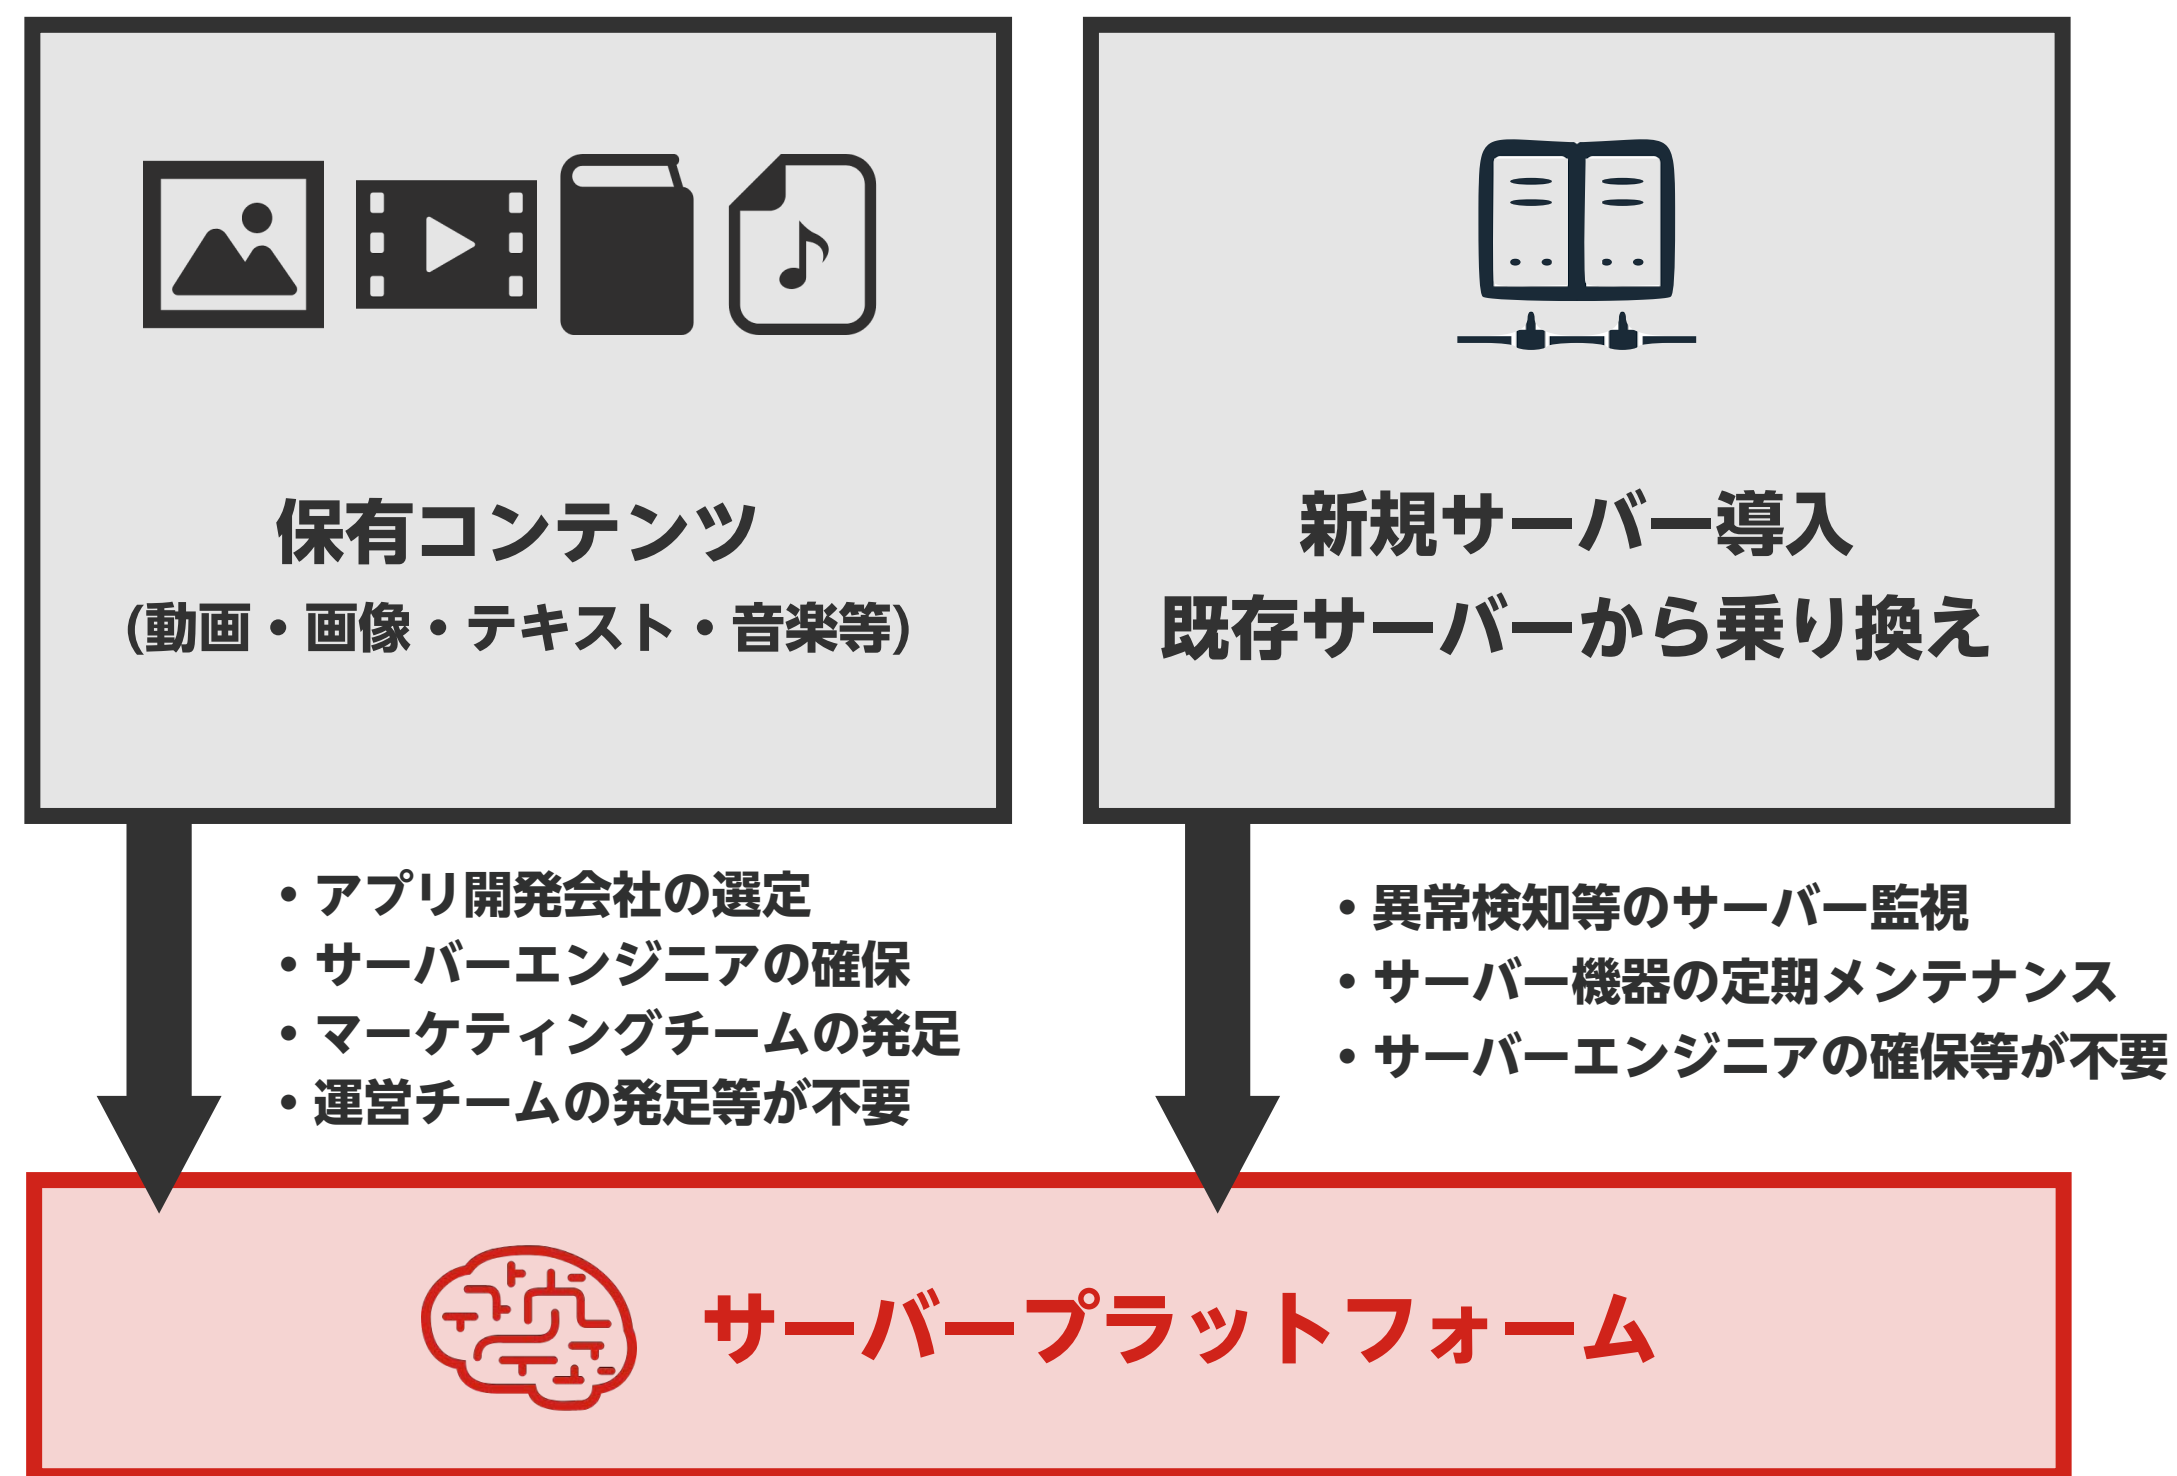 保有コンテンツ
(動画・画像・テキスト・音楽等)
新規サーバー導入
既存サーバーから乗り換え
・アプリ開発会社の選定
・サーバーエンジニアの確保
・マーケティングチームの発足
・運営チームの発足等が不要
・異常検知等のサーバー監視
・サーバー機器の定期メンテナンス
・サーバーエンジニアの確保等が不要
サーバープラットフォーム